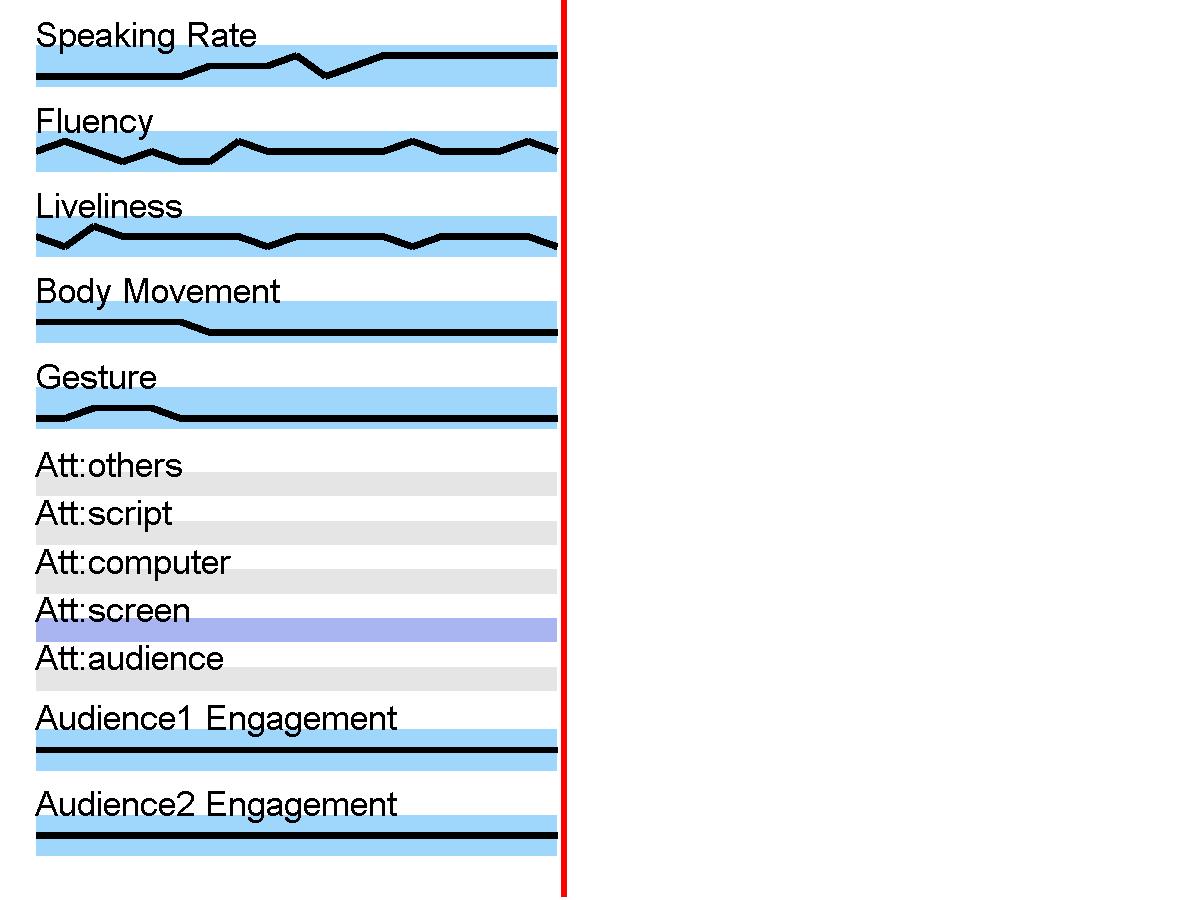 Speaking Rate
Fluency
Liveliness
Body Movement
Gesture
Att:others
Att:script
Att:computer
Att:screen
Att:audience
Audience1 Engagement
Audience2 Engagement